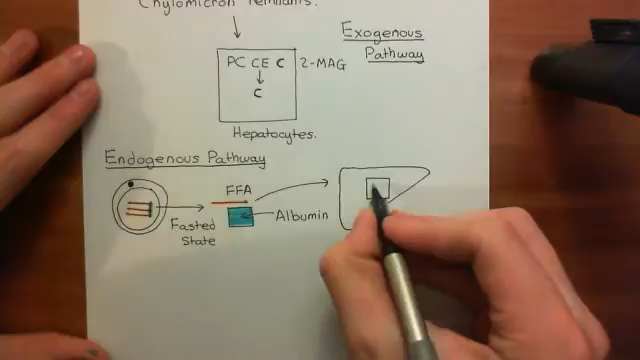 Chylomicron Remnants.
Exogenous
Pathway
PC CE C 2-MAG
C
Hepatocytes.
Endogenous Pathway
FFA
Albumin
Fasted
State